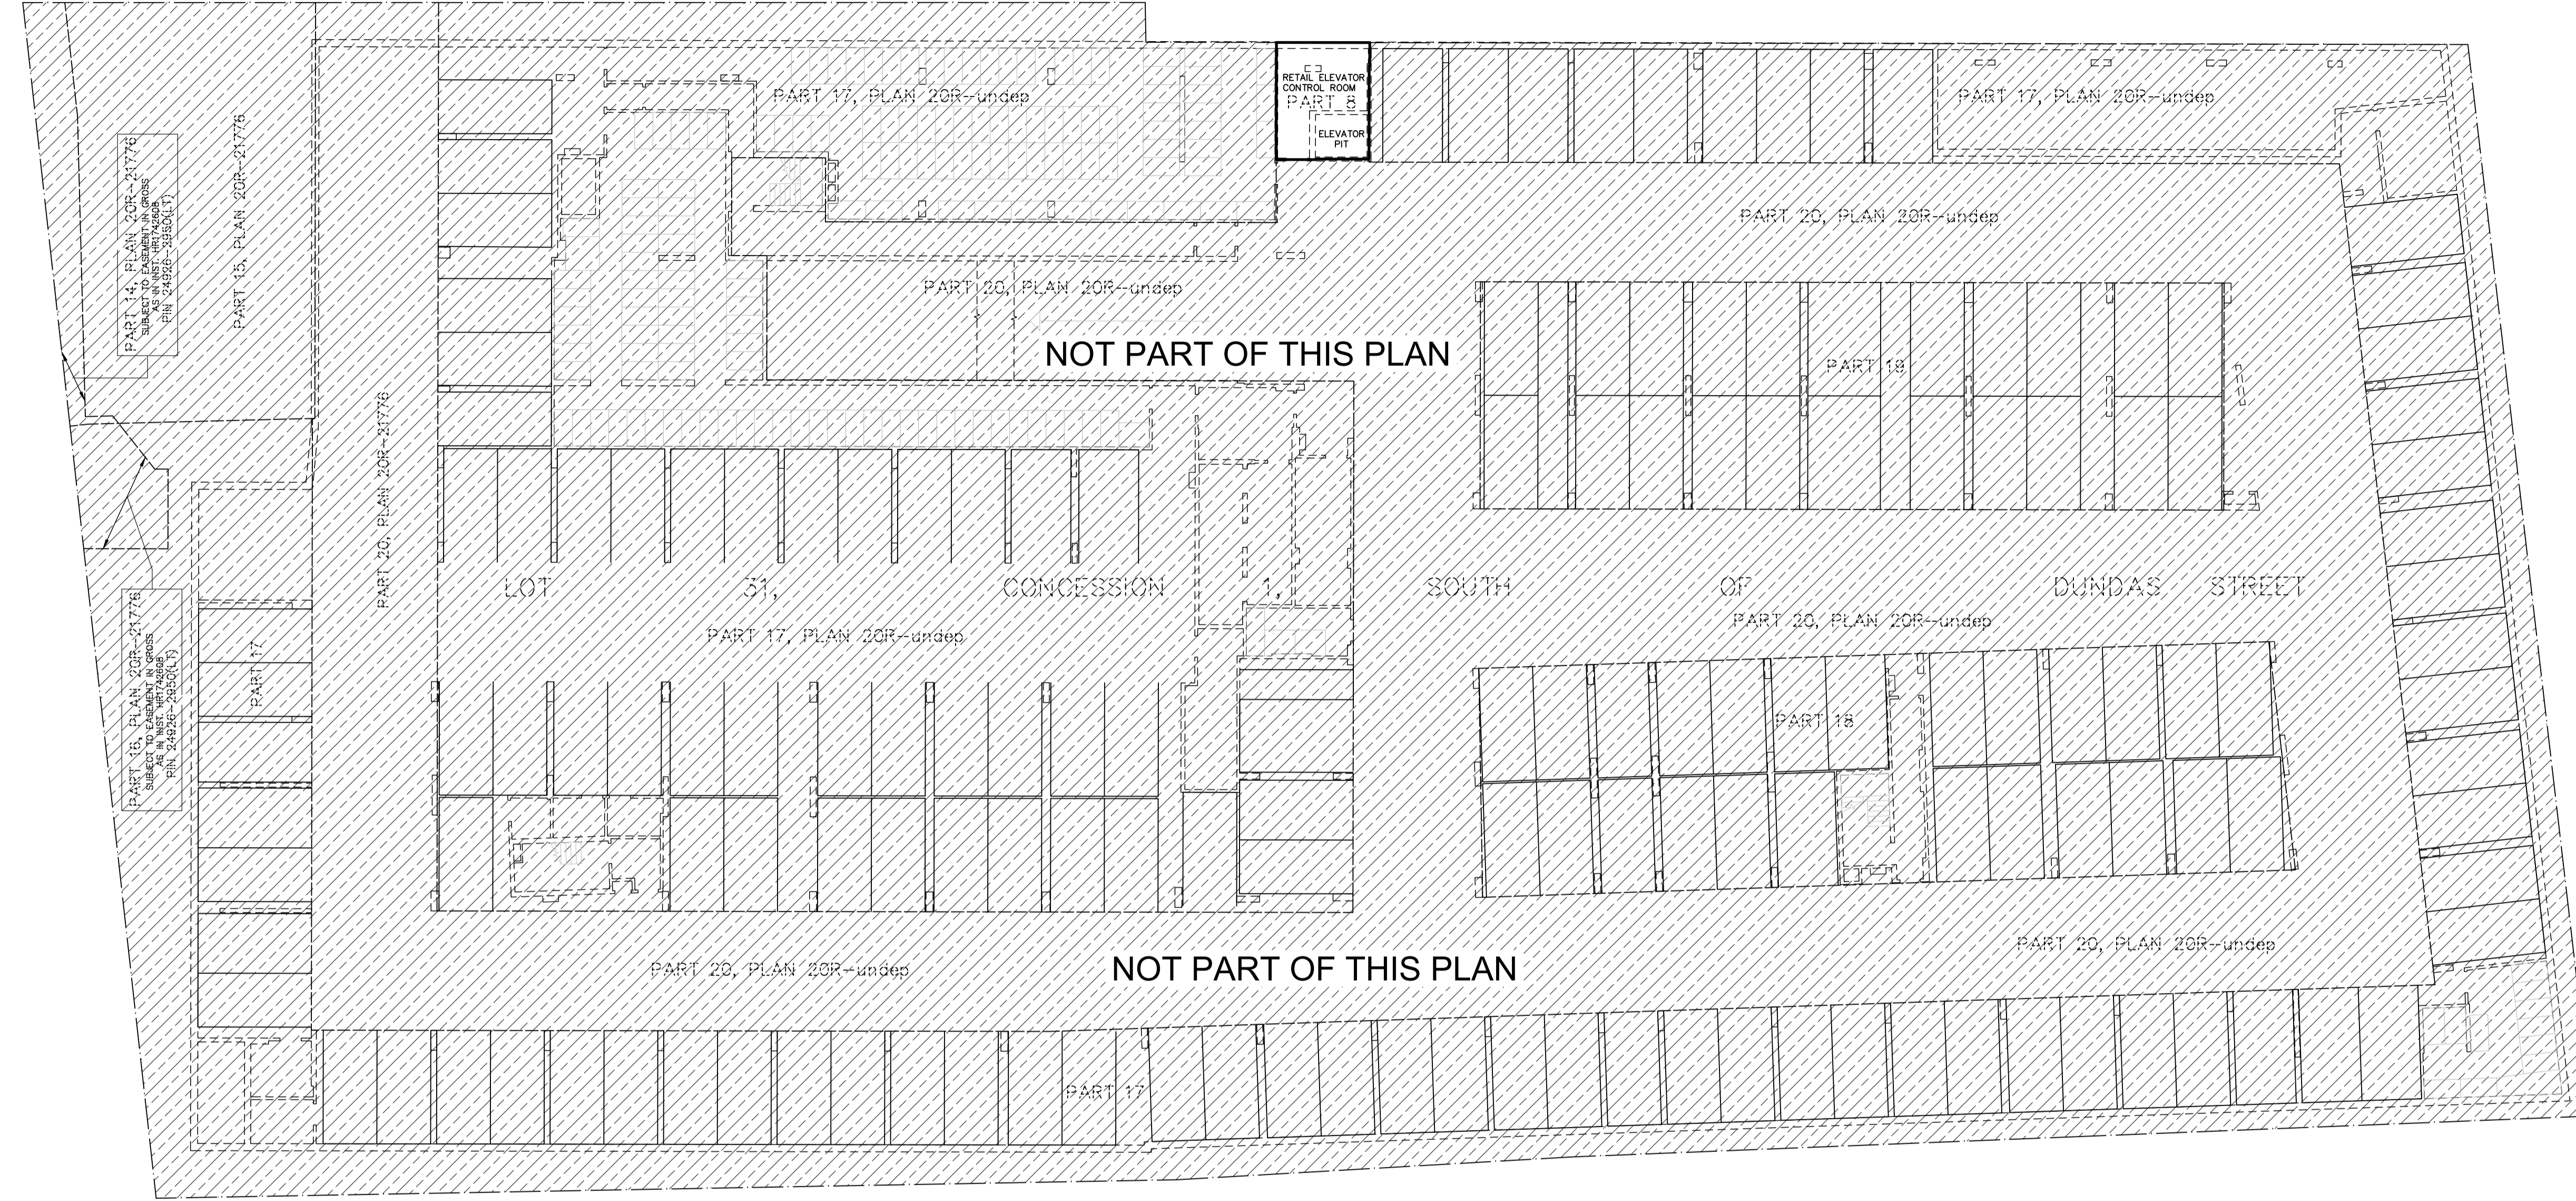 RETAIL ELEVATOR
CONTROL ROOM
PART 8
ELEVATOR
PIT
PART 17, PLAN 20R--undep
PART 17, PLAN 20R--undep
PART 14, PLAN 20R-21776
SUBJECT TO EASEMENT IN GROSS
AS IN INST. HR1742608
PIN 24926-2950(LT)
PART 15, PLAN 20R-21776
PART 20, PLAN 20R--undep
PART 20, PLAN 20R--undep
NOT PART OF THIS PLAN
PART 19
PART 20, PLAN 20R-21776
LOT 31, CONCESSION 1, SOUTH OF DUNDAS STREET
PART 16, PLAN 20R-21776
SUBJECT TO EASEMENT IN GROSS
AS IN INST. HR1742608
PIN 24926-2950(LT)
PART 17
PART 17, PLAN 20R--undep
PART 20, PLAN 20R--undep
PART 18
PART 20, PLAN 20R--undep
PART 20, PLAN 20R--undep
NOT PART OF THIS PLAN
PART 17